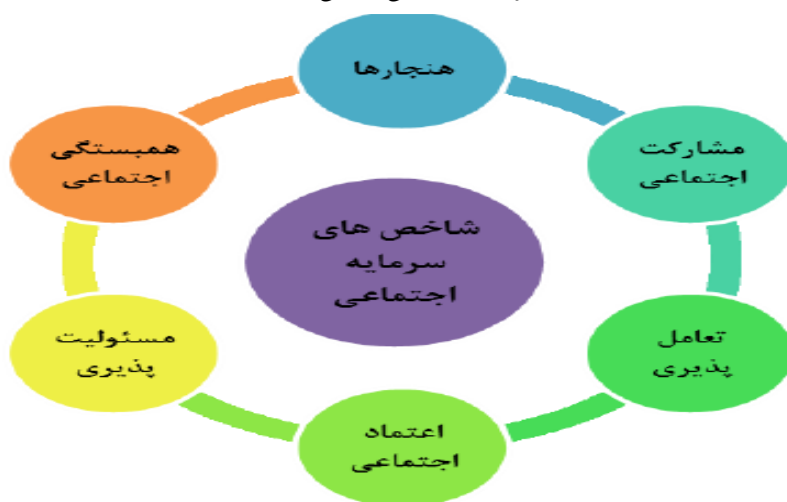 هنجارها
مشارکت
اجتماعی
تعامل
پذیری
اعتماد
اجتماعی
مسئولیت
پذیری
همبستگی
اجتماعی
شاخص های
سرمایه
اجتماعی